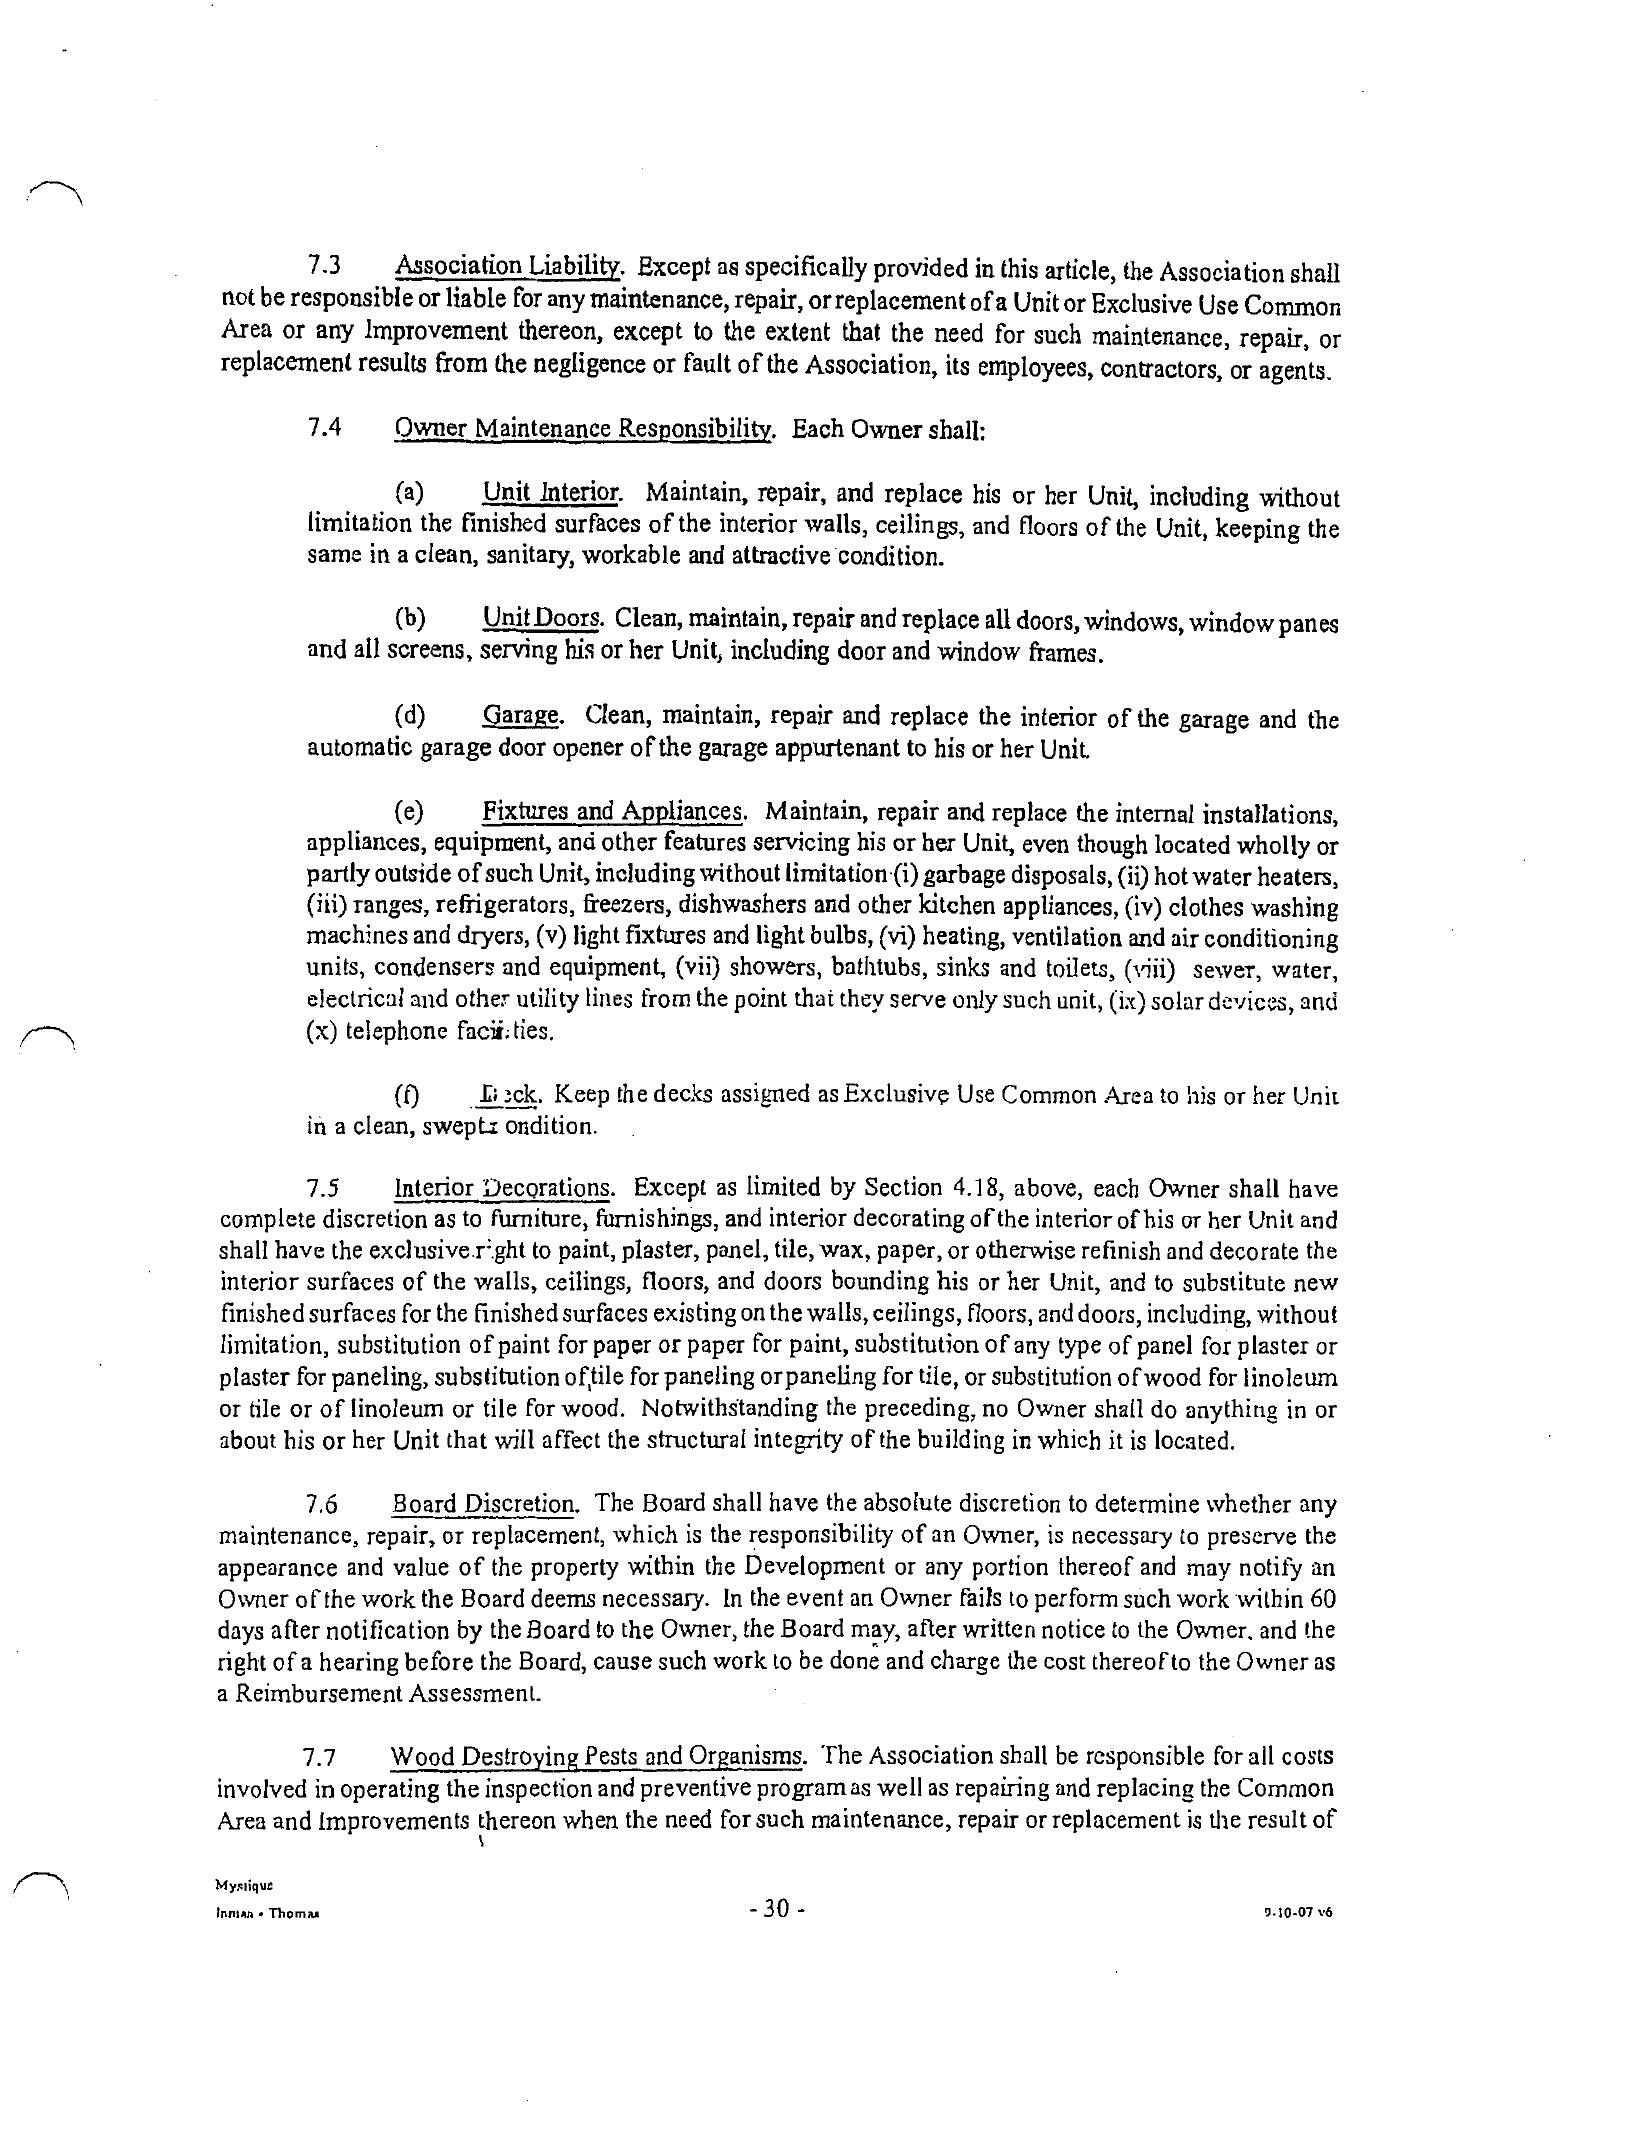 7.3 Association Liability. Except as specifically provided in this article, the Association shall
not be responsible or liable for any maintenance, repair, or replacement of a Unit or Exclusive Use Common
Area or any Improvement thereon, except to the extent that the need for such maintenance, repair, or
replacement results from the negligence or fault of the Association, its employees, contractors, or agents.
7.4 Owner Maintenance Responsibility. Each Owner shall:
(a) Unit Interior. Maintain, repair, and replace his or her Unit, including without
limitation the finished surfaces of the interior walls, ceilings, and floors of the Unit, keeping the
same in a clean, sanitary, workable and attractive condition.
(b) Unit Doors. Clean, maintain, repair and replace all doors, windows, window panes
and all screens, serving his or her Unit, including door and window frames.
(d) Garage. Clean, maintain, repair and replace the interior of the garage and the
automatic garage door opener of the garage appurtenant to his or her Unit.
(e) Fixtures and Appliances. Maintain, repair and replace the internal installations,
appliances, equipment, and other features servicing his or her Unit, even though located wholly or
partly outside of such Unit, including without limitation (i) garbage disposals, (ii) hot water heaters,
(iii) ranges, refrigerators, freezers, dishwashers and other kitchen appliances, (iv) clothes washing
machines and dryers, (v) light fixtures and light bulbs, (vi) heating, ventilation and air conditioning
units, condensers and equipment, (vii) showers, bathtubs, sinks and toilets, (viii) sewer, water,
electrical and other utility lines from the point that they serve only such unit, (ix) solar devices, and
(x) telephone facilities.
(f) Deck. Keep the decks assigned as Exclusive Use Common Area to his or her Unit
in a clean, swept condition.
7.5 Interior Decorations. Except as limited by Section 4.18, above, each Owner shall have
complete discretion as to furniture, furnishings, and interior decorating of the interior of his or her Unit and
shall have the exclusive right to paint, plaster, panel, tile, wax, paper, or otherwise refinish and decorate the
interior surfaces of the walls, ceilings, floors, and doors bounding his or her Unit, and to substitute new
finished surfaces for the finished surfaces existing on the walls, ceilings, floors, and doors, including, without
limitation, substitution of paint for paper or paper for paint, substitution of any type of panel for plaster or
plaster for paneling, substitution of tile for paneling or paneling for tile, or substitution of wood for linoleum
or tile or of linoleum or tile for wood. Notwithstanding the preceding, no Owner shall do anything in or
about his or her Unit that will affect the structural integrity of the building in which it is located.
7.6 Board Discretion. The Board shall have the absolute discretion to determine whether any
maintenance, repair, or replacement, which is the responsibility of an Owner, is necessary to preserve the
appearance and value of the property within the Development or any portion thereof and may notify an
Owner of the work the Board deems necessary. In the event an Owner fails to perform such work within 60
days after notification by the Board to the Owner, the Board may, after written notice to the Owner, and the
right of a hearing before the Board, cause such work to be done and charge the cost thereof to the Owner as
a Reimbursement Assessment.
7.7 Wood Destroying Pests and Organisms. The Association shall be responsible for all costs
involved in operating the inspection and preventive program as well as repairing and replacing the Common
Area and Improvements thereon when the need for such maintenance, repair or replacement is the result of
Mystique
Inman • Thomas
- 30 -
9-10-07 v6